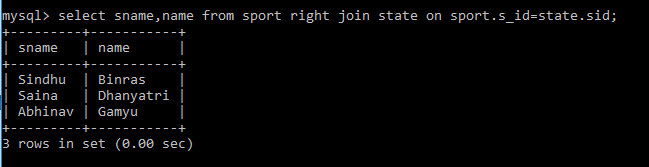 mysql> select sname,name from sport right join state on sport.s_id=state.sid;
+---------+-----------+
| sname   | name      |
+---------+-----------+
| Sindhu  | Binras    |
| Saina   | Dhanyatri |
| Abhinav | Gamyu     |
+---------+-----------+
3 rows in set (0.00 sec)